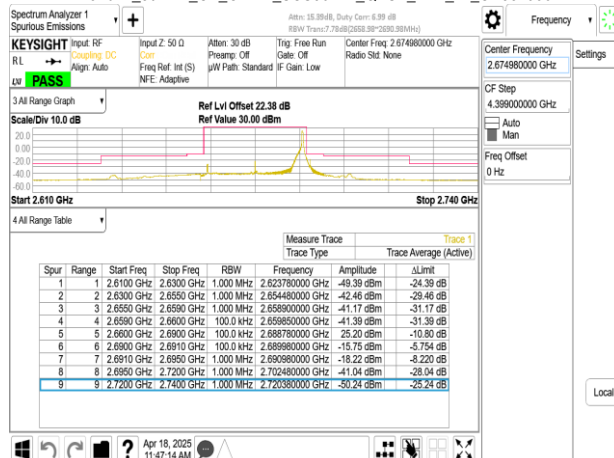 Spectrum Analyzer 1
Spurious Emissions
Attn: 15.39dB, Duty Corr: 6.99 dB
RBW Trans:7.78dB(2658.98~2690.98MHz)
Frequency
KEYSIGHT
Input: RF
Coupling: DC
Align: Auto
Input Z: 50 Ω
Corr
Freq Ref: Int (S)
NFE: Adaptive
Atten: 30 dB
Preamp: Off
µW Path: Standard
Trig: Free Run
Gate: Off
IF Gain: Low
Center Freq: 2.674980000 GHz
Radio Std: None
RL
LXI
PASS
Center Frequency
2.674980000 GHz
Settings
CF Step
4.399000000 GHz
Auto
Man
Freq Offset
0 Hz
3 All Range Graph
Scale/Div 10.0 dB
Ref Lvl Offset 22.38 dB
Ref Value 30.00 dBm
20.0
0.00
-20.0
-40.0
-60.0
Start 2.610 GHz
Stop 2.740 GHz
4 All Range Table
Measure Trace Trace 1
Trace Type Trace Average (Active)
Spur Range Start Freq Stop Freq RBW Frequency Amplitude ΔLimit
1 1 2.6100 GHz 2.6300 GHz 1.000 MHz 2.623780000 GHz -49.39 dBm -24.39 dB
2 2 2.6300 GHz 2.6550 GHz 1.000 MHz 2.654480000 GHz -42.46 dBm -29.46 dB
3 3 2.6550 GHz 2.6590 GHz 1.000 MHz 2.658900000 GHz -41.17 dBm -31.17 dB
4 4 2.6590 GHz 2.6600 GHz 100.0 kHz 2.659850000 GHz -41.39 dBm -31.39 dB
5 5 2.6600 GHz 2.6900 GHz 100.0 kHz 2.688780000 GHz 25.20 dBm -10.80 dB
6 6 2.6900 GHz 2.6910 GHz 100.0 kHz 2.689980000 GHz -15.75 dBm -5.754 dB
7 7 2.6910 GHz 2.6950 GHz 1.000 MHz 2.690980000 GHz -18.22 dBm -8.220 dB
8 8 2.6950 GHz 2.7200 GHz 1.000 MHz 2.702480000 GHz -41.04 dBm -28.04 dB
9 9 2.7200 GHz 2.7400 GHz 1.000 MHz 2.720380000 GHz -50.24 dBm -25.24 dB
Local
?
Apr 18, 2025
11:47:14 AM